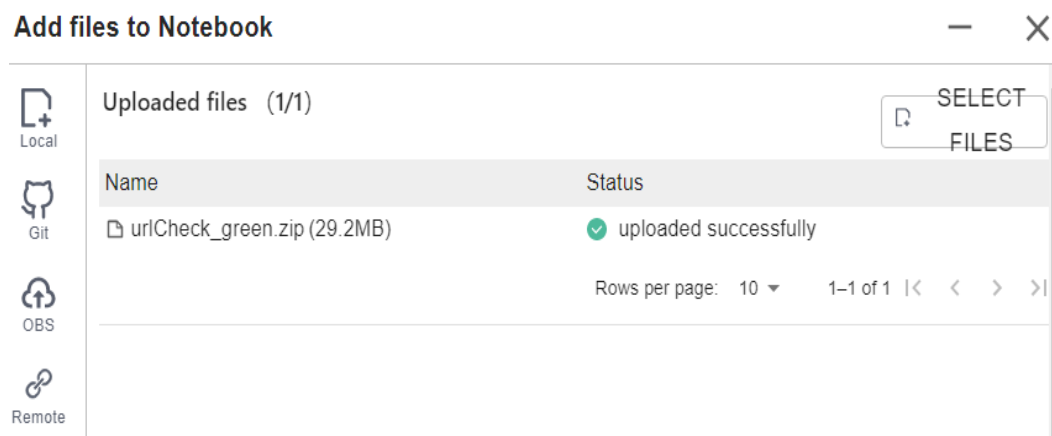 Add files to Notebook
Local
Git
OBS
Remote
Uploaded files (1/1)
SELECT
FILES
Name Status
urlCheck_green.zip (29.2MB) uploaded successfully
Rows per page: 10 1–1 of 1